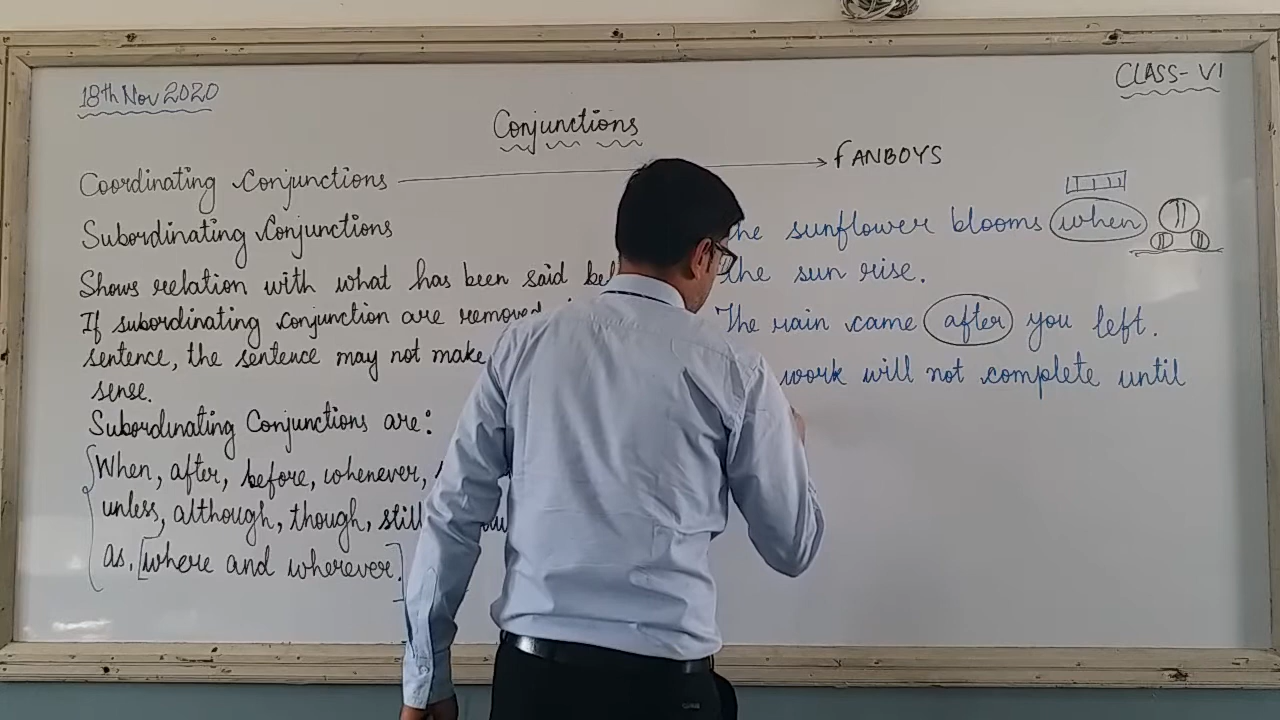 18th Nov 2020
CLASS- VI
Conjunctions
Coordinating Conjunctions
FANBOYS
Subordinating Conjunctions
Shows relation with what has been said
If subordinating conjunction are removed
sentence, the sentence may not make
sense.
Subordinating Conjunctions are:
When, after, before, whenever,
unless, although, though, still
as, [where and wherever.]
the sunflower blooms when
the sun rise.
The rain came after you left.
work will not complete until